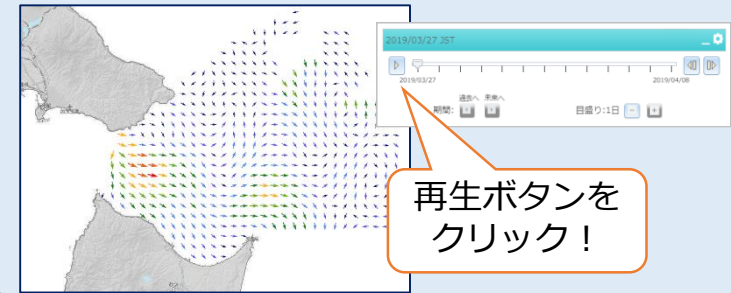 2019/03/27 JST
2019/03/27
2019/04/08
過去へ 未来へ
期間:
目盛り:1日
再生ボタンを
クリック！